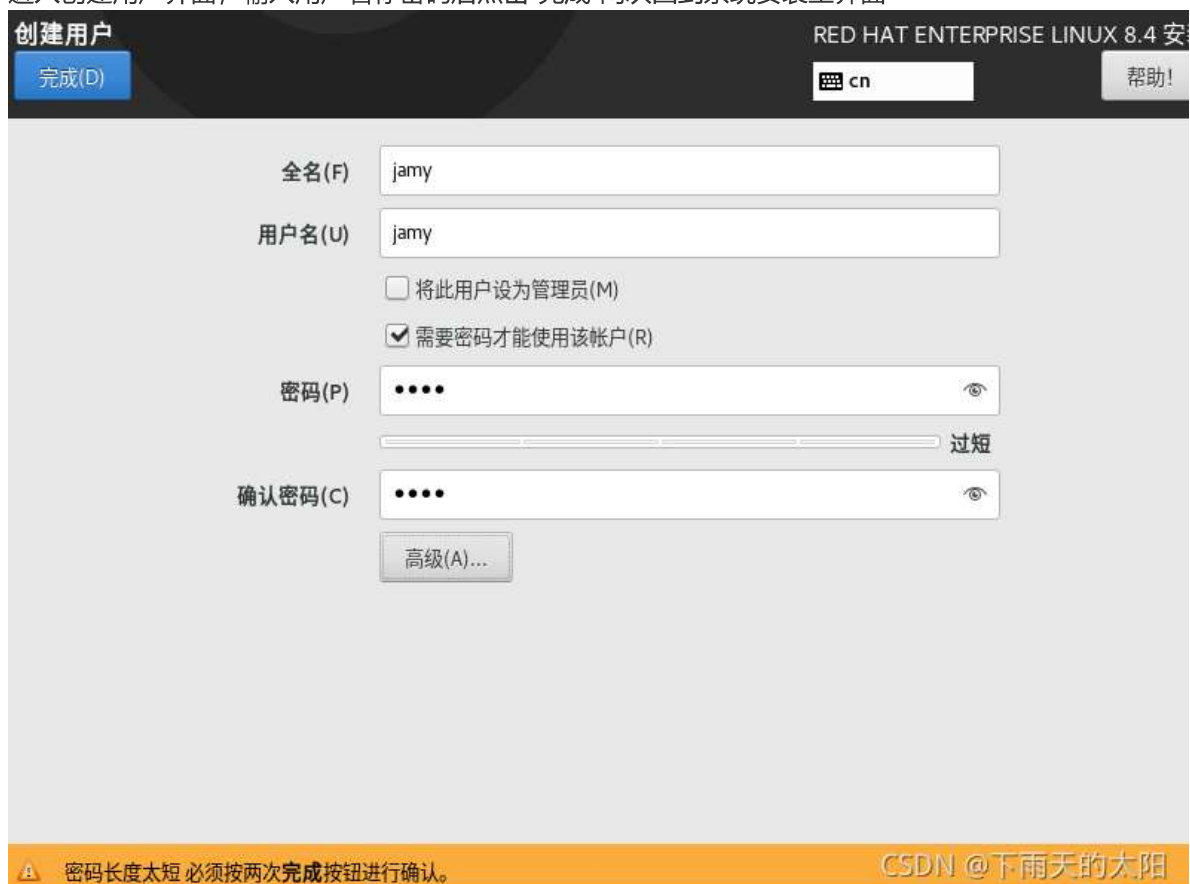 创建用户
RED HAT ENTERPRISE LINUX 8.4 安
完成(D)
cn
帮助!
全名(F)
jamy
用户名(U)
jamy
将此用户设为管理员(M)
需要密码才能使用该帐户(R)
密码(P)
••••
过短
确认密码(C)
••••
高级(A)...
密码长度太短 必须按两次完成按钮进行确认。
CSDN @下雨天的太阳